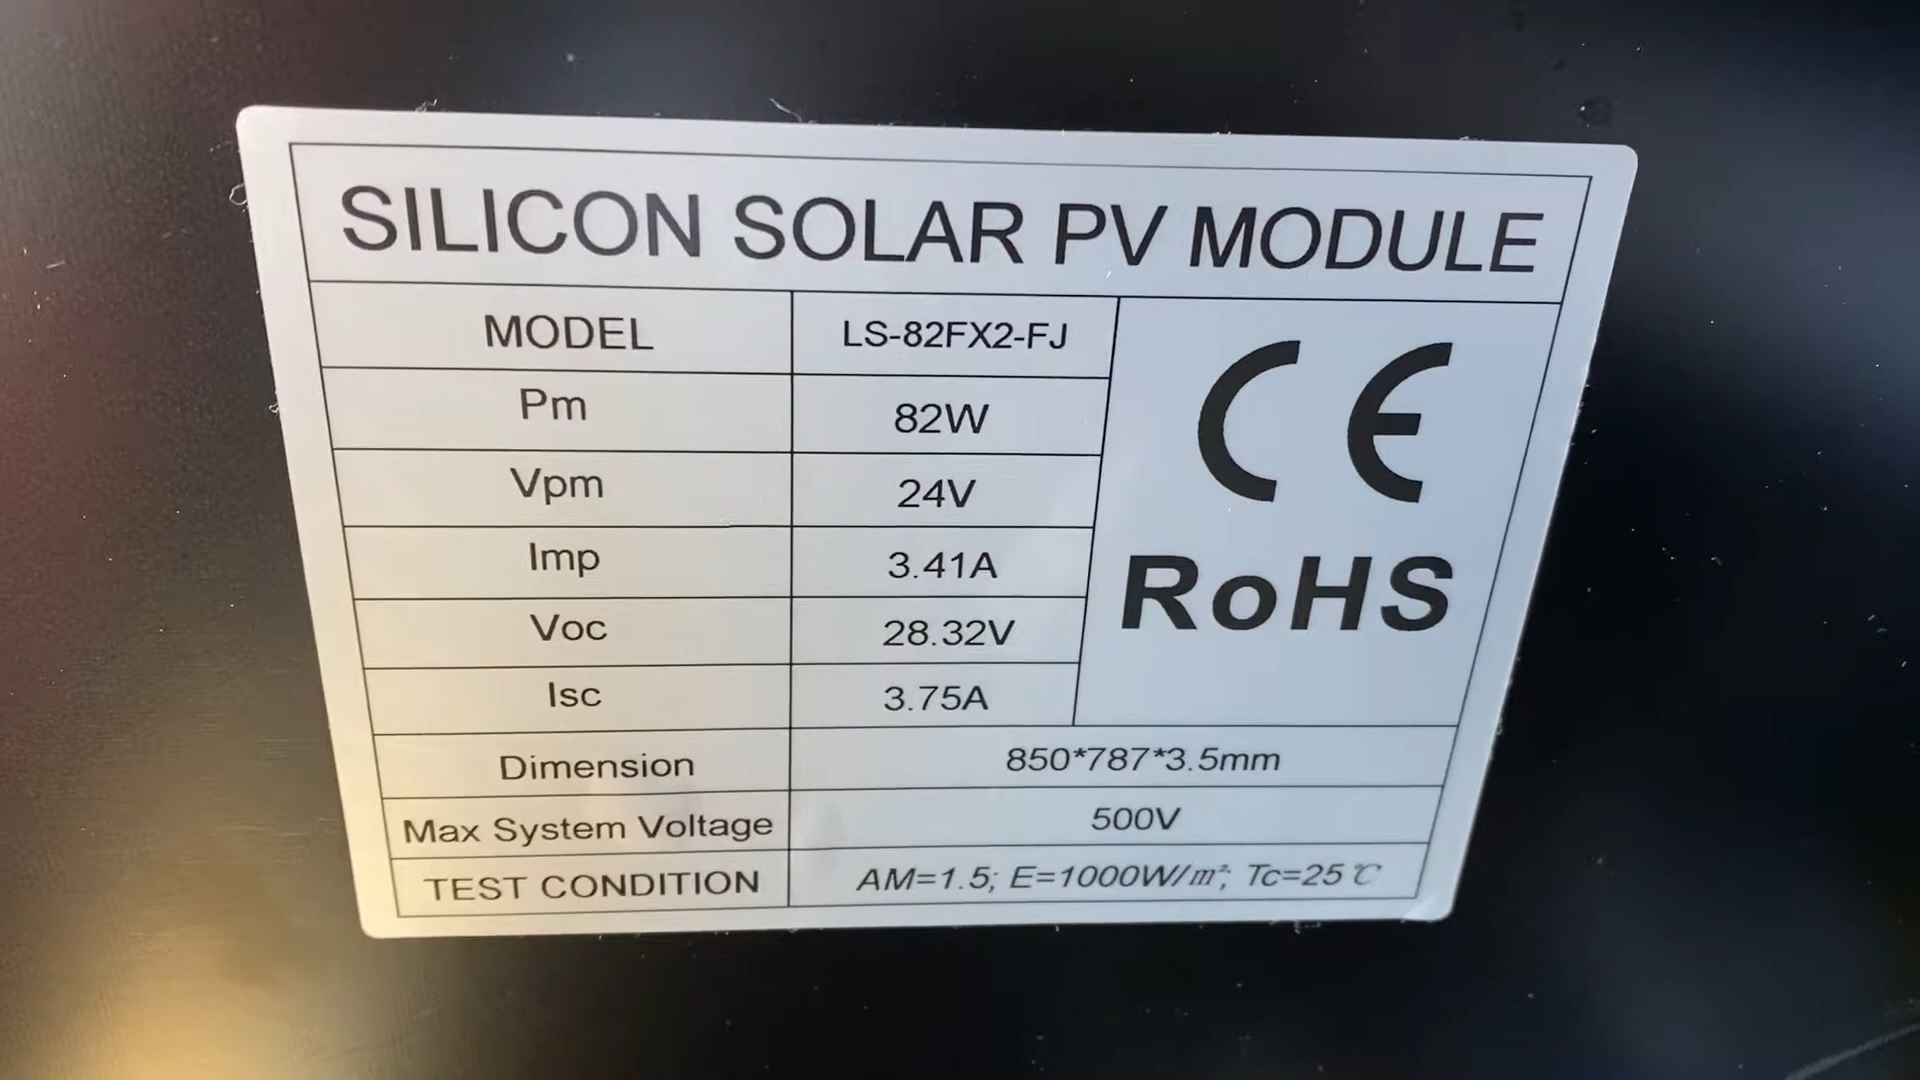 SILICON SOLAR PV MODULE
MODEL LS-82FX2-FJ
Pm 82W
Vpm 24V
Imp 3.41A
Voc 28.32V
Isc 3.75A
CE
RoHS
Dimension 850*787*3.5mm
Max System Voltage 500V
TEST CONDITION AM=1.5; E=1000W/m²; Tc=25℃